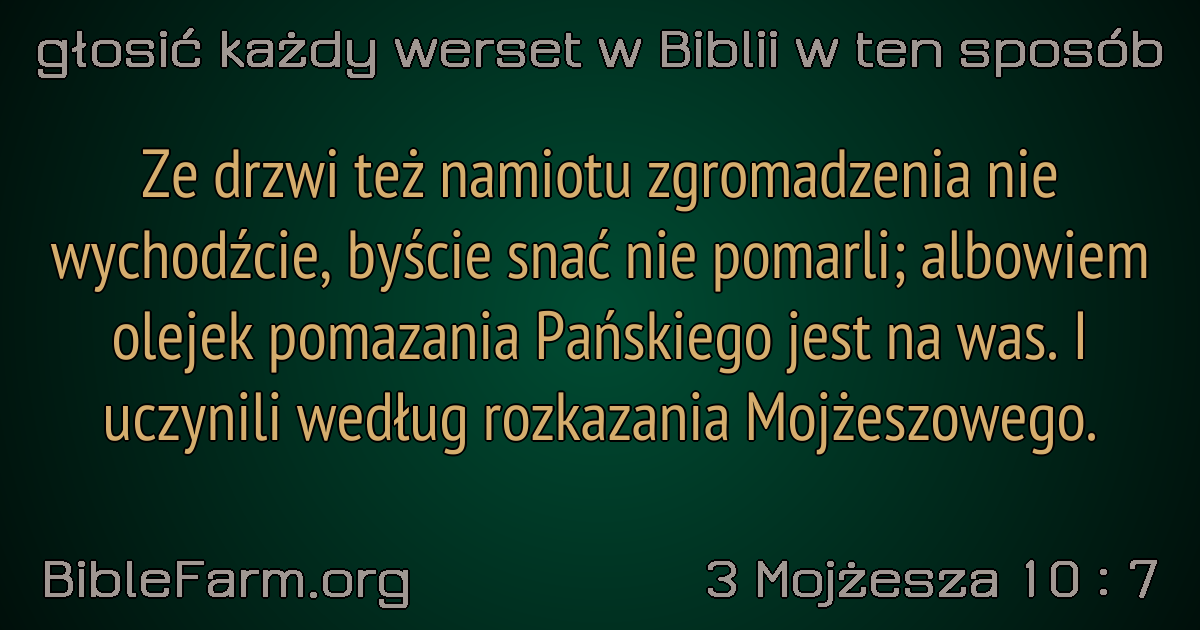 głosić każdy werset w Biblii w ten sposób
Ze drzwi też namiotu zgromadzenia nie
wychodźcie, byście snać nie pomarli; albowiem
olejek pomazania Pańskiego jest na was. I
uczynili według rozkazania Mojżeszowego.
BibleFarm.org
3 Mojżesza 10 : 7